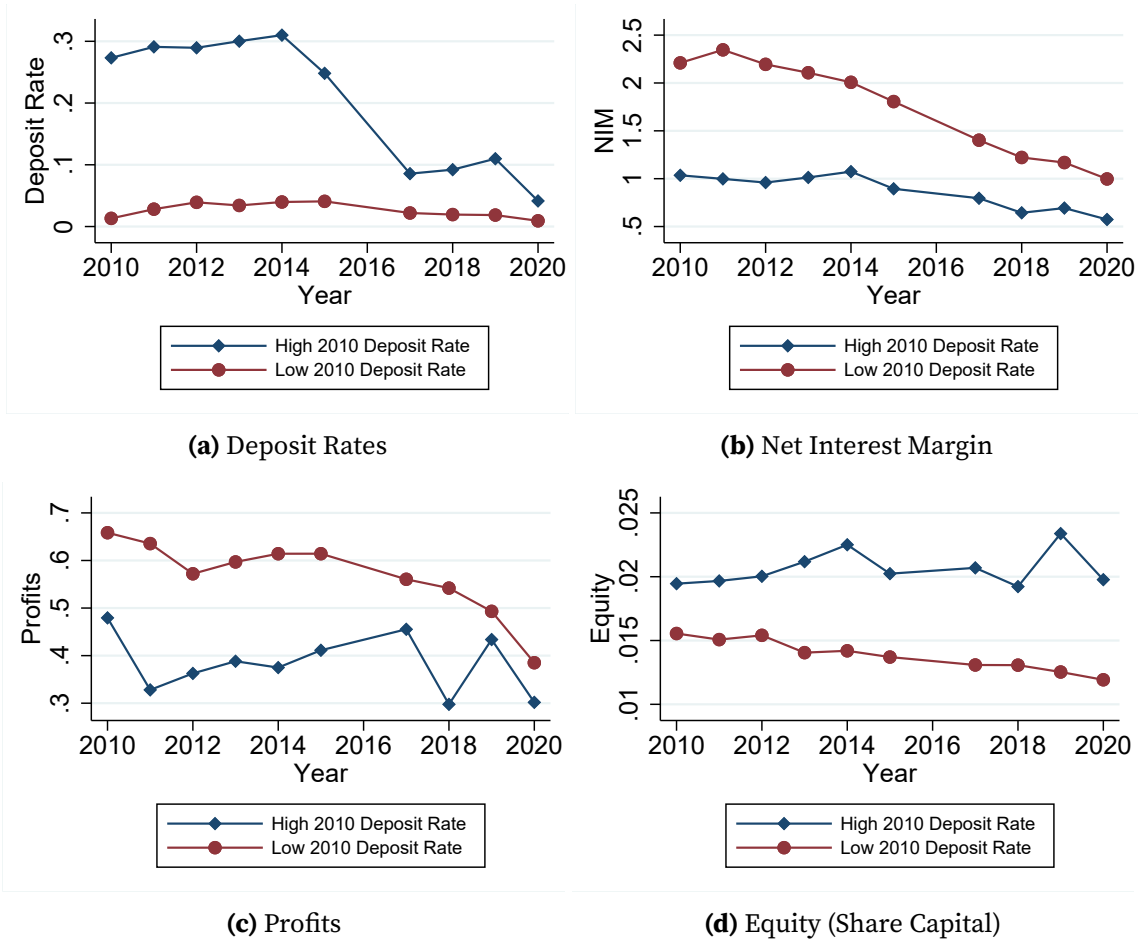 Deposit Rate
.3
.2
.1
0
2010 2012 2014 2016 2018 2020
Year
High 2010 Deposit Rate
Low 2010 Deposit Rate
(a) Deposit Rates
NIM
2.5
2
1.5
1
.5
2010 2012 2014 2016 2018 2020
Year
High 2010 Deposit Rate
Low 2010 Deposit Rate
(b) Net Interest Margin
Profits
.7
.6
.5
.4
.3
2010 2012 2014 2016 2018 2020
Year
High 2010 Deposit Rate
Low 2010 Deposit Rate
(c) Profits
Equity
.025
.02
.015
.01
2010 2012 2014 2016 2018 2020
Year
High 2010 Deposit Rate
Low 2010 Deposit Rate
(d) Equity (Share Capital)